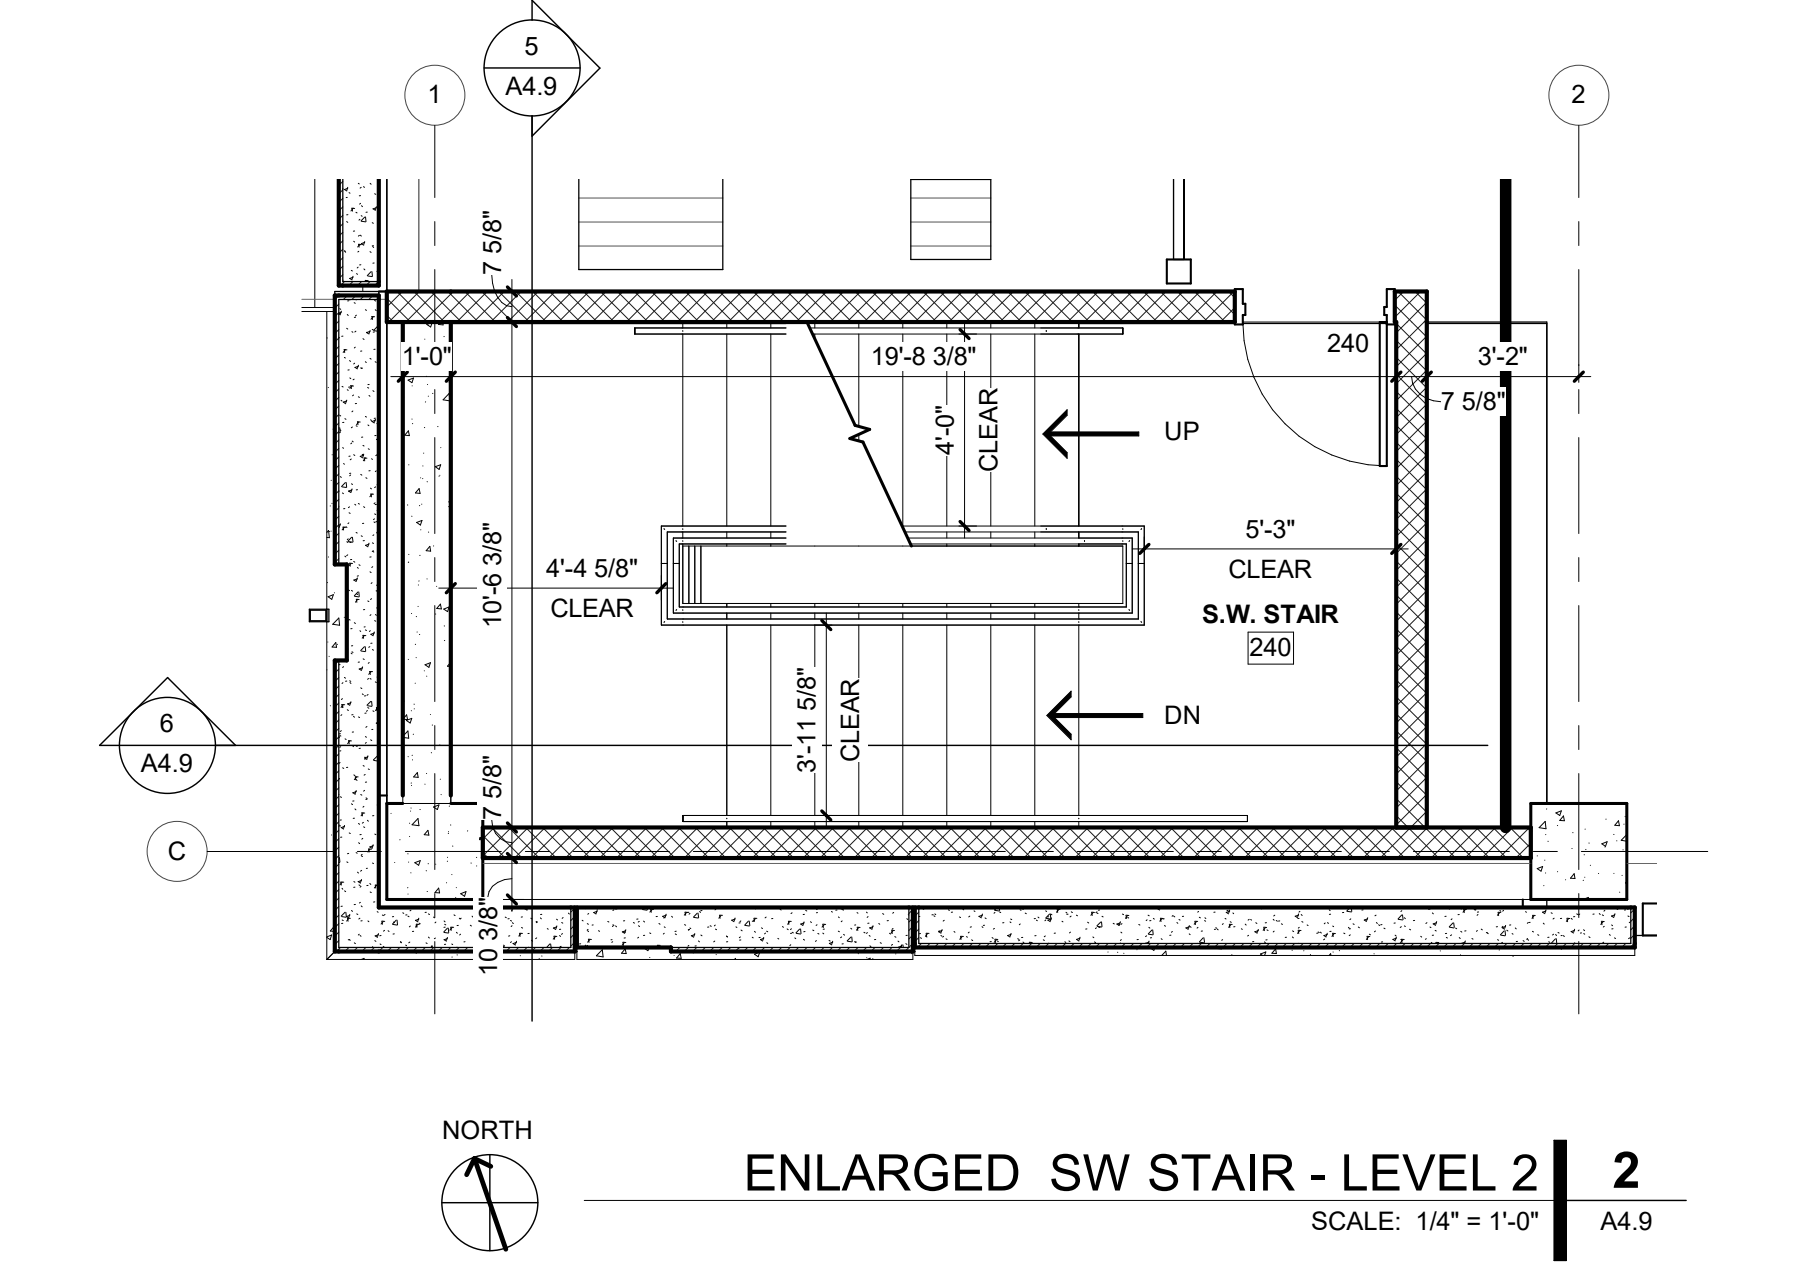 5
A4.9
1
2
7 5/8"
240
1'-0"
19'-8 3/8"
3'-2"
7 5/8"
4'-0"
CLEAR
UP
10'-6 3/8"
4'-4 5/8"
CLEAR
5'-3"
CLEAR
S.W. STAIR
240
3'-11 5/8"
CLEAR
DN
6
A4.9
7 5/8"
C
10 3/8"
NORTH
ENLARGED SW STAIR - LEVEL 2
2
SCALE: 1/4" = 1'-0"
A4.9